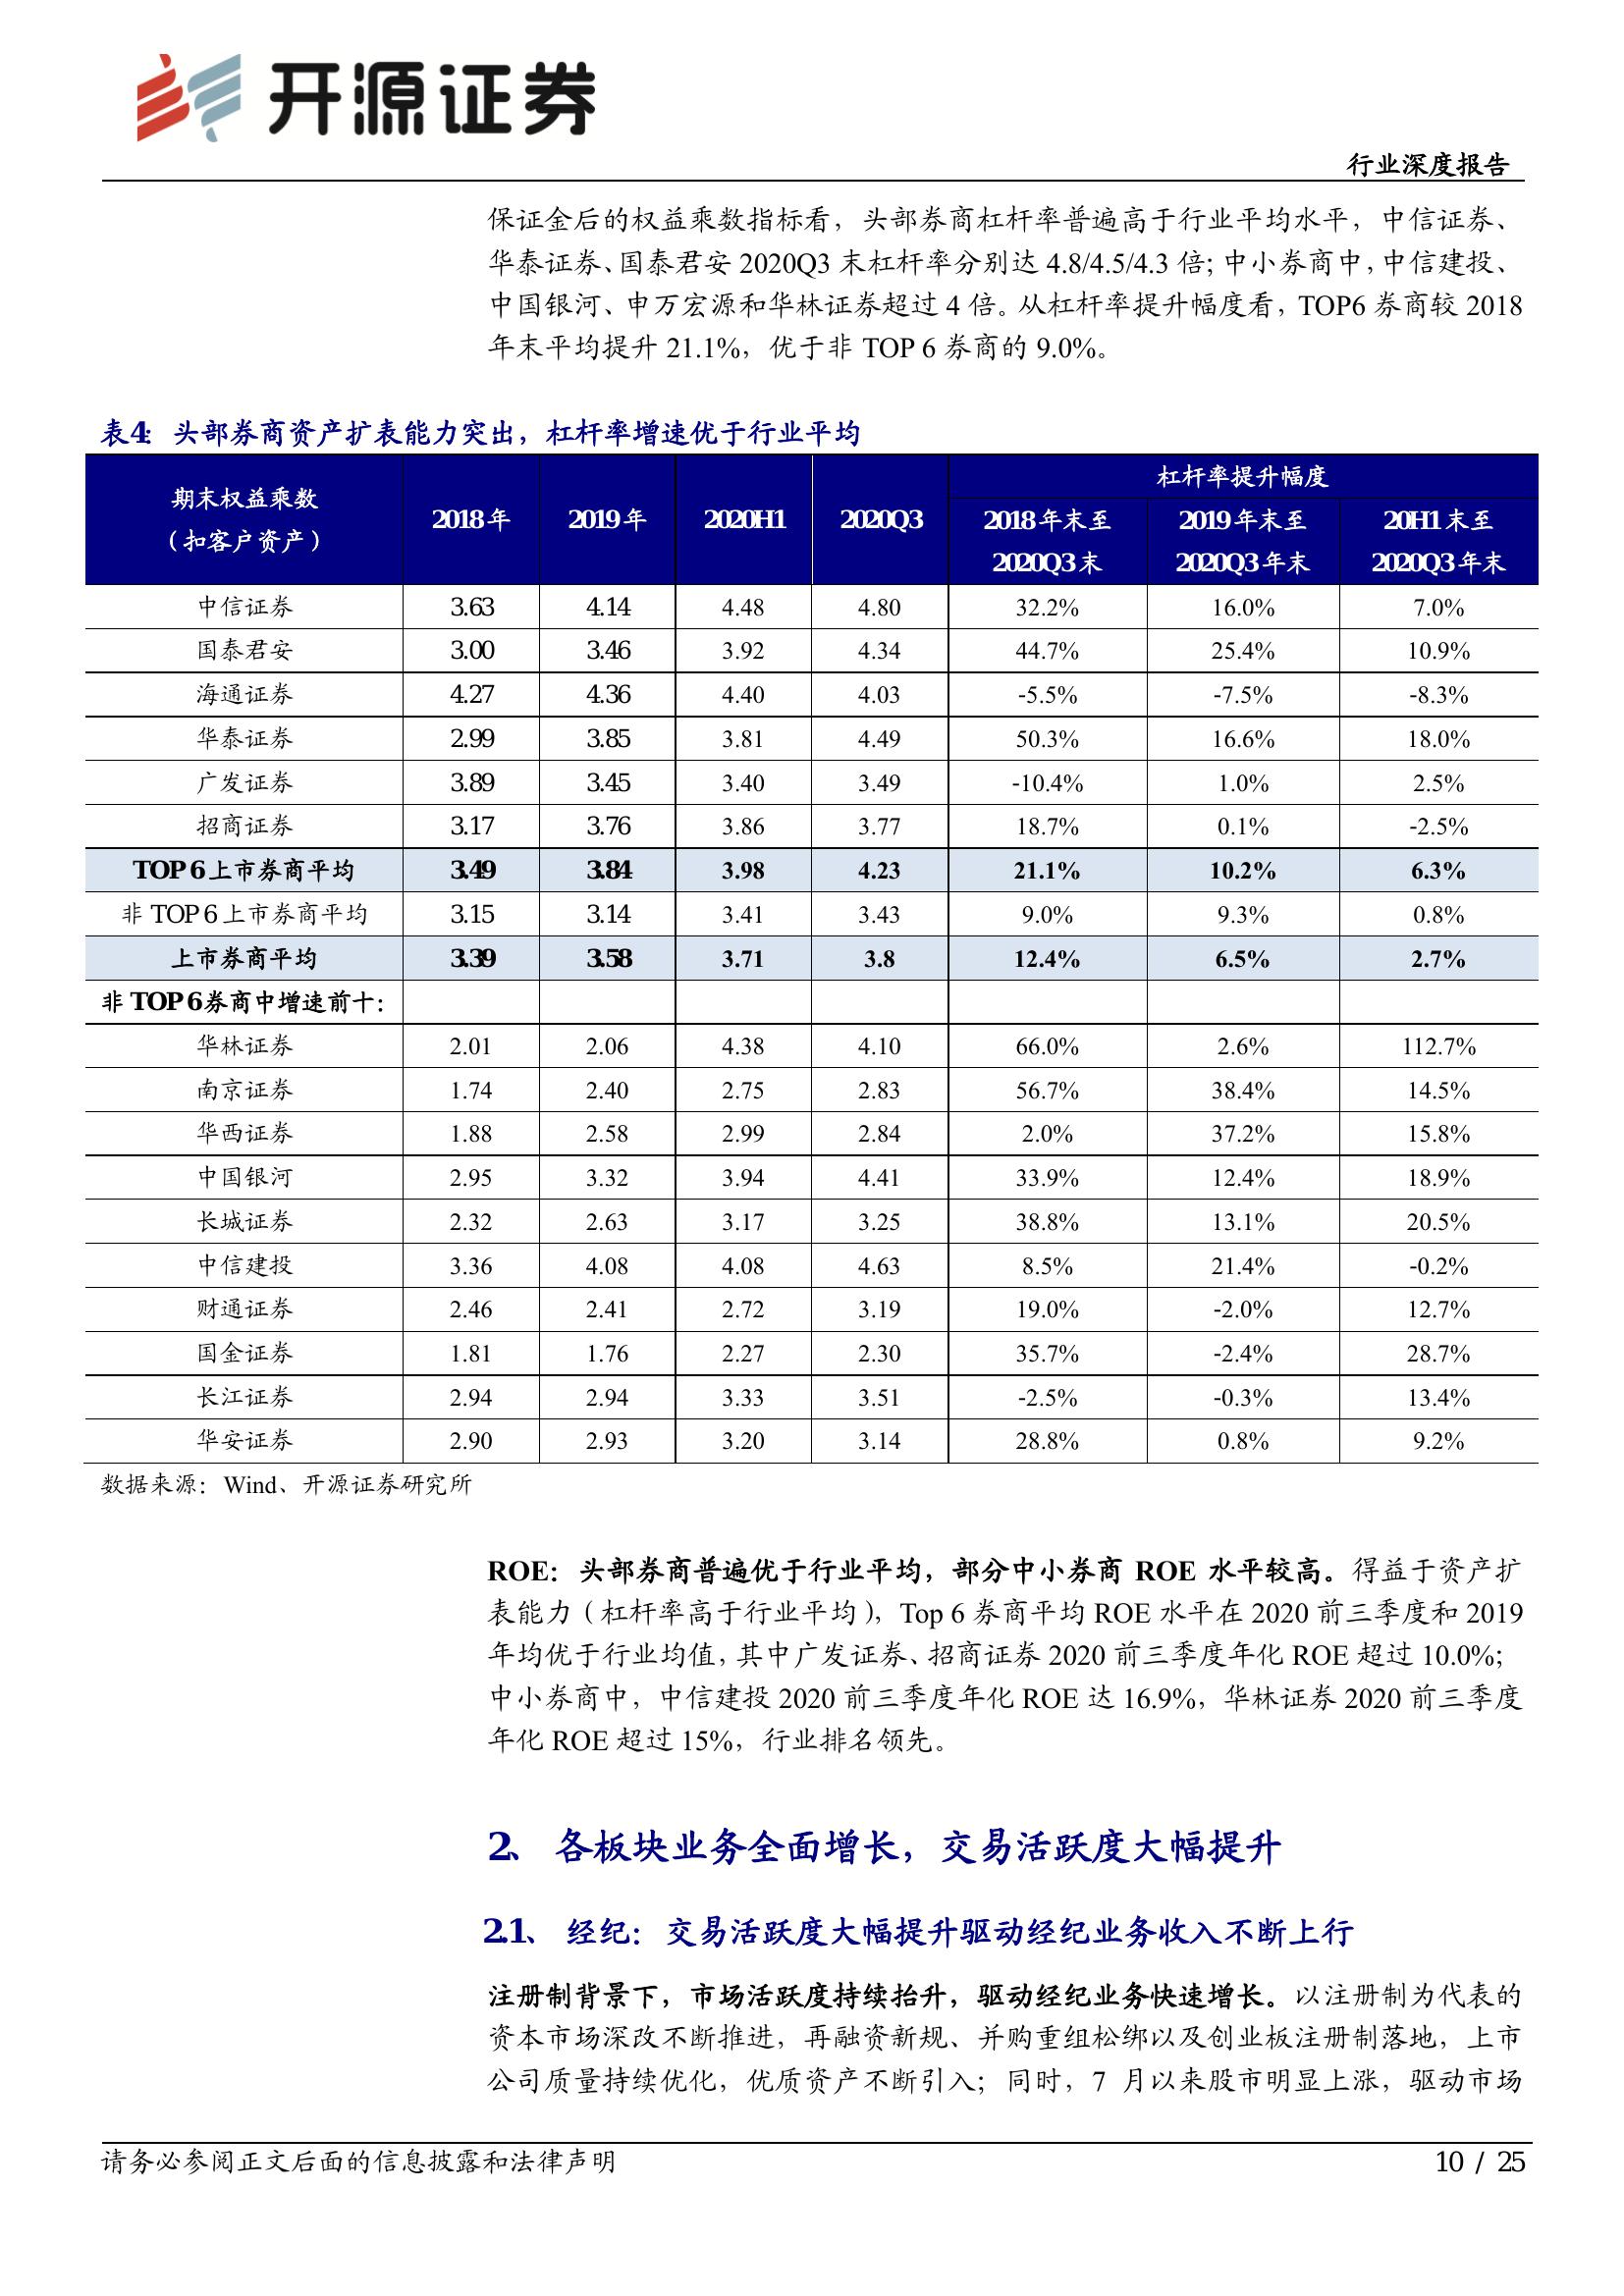 开源证券
行业深度报告
保证金后的权益乘数指标看，头部券商杠杆率普遍高于行业平均水平，中信证券、
华泰证券、国泰君安 2020Q3 末杠杆率分别达 4.8/4.5/4.3 倍；中小券商中，中信建投、
中国银河、申万宏源和华林证券超过 4 倍。从杠杆率提升幅度看，TOP6 券商较 2018
年末平均提升 21.1%，优于非 TOP 6 券商的 9.0%。
表4：头部券商资产扩表能力突出，杠杆率增速优于行业平均
杠杆率提升幅度
期末权益乘数 2018年 2019年 2020H1 2020Q3 2018年末至 2019年末至 20H1末至
（扣客户资产） 2020Q3末 2020Q3年末 2020Q3年末
中信证券 3.63 4.14 4.48 4.80 32.2% 16.0% 7.0%
国泰君安 3.00 3.46 3.92 4.34 44.7% 25.4% 10.9%
海通证券 4.27 4.36 4.40 4.03 -5.5% -7.5% -8.3%
华泰证券 2.99 3.85 3.81 4.49 50.3% 16.6% 18.0%
广发证券 3.89 3.45 3.40 3.49 -10.4% 1.0% 2.5%
招商证券 3.17 3.76 3.86 3.77 18.7% 0.1% -2.5%
TOP6上市券商平均 3.49 3.84 3.98 4.23 21.1% 10.2% 6.3%
非 TOP6上市券商平均 3.15 3.14 3.41 3.43 9.0% 9.3% 0.8%
上市券商平均 3.39 3.58 3.71 3.8 12.4% 6.5% 2.7%
非 TOP6券商中增速前十：
华林证券 2.01 2.06 4.38 4.10 66.0% 2.6% 112.7%
南京证券 1.74 2.40 2.75 2.83 56.7% 38.4% 14.5%
华西证券 1.88 2.58 2.99 2.84 2.0% 37.2% 15.8%
中国银河 2.95 3.32 3.94 4.41 33.9% 12.4% 18.9%
长城证券 2.32 2.63 3.17 3.25 38.8% 13.1% 20.5%
中信建投 3.36 4.08 4.08 4.63 8.5% 21.4% -0.2%
财通证券 2.46 2.41 2.72 3.19 19.0% -2.0% 12.7%
国金证券 1.81 1.76 2.27 2.30 35.7% -2.4% 28.7%
长江证券 2.94 2.94 3.33 3.51 -2.5% -0.3% 13.4%
华安证券 2.90 2.93 3.20 3.14 28.8% 0.8% 9.2%
数据来源：Wind、开源证券研究所
ROE：头部券商普遍优于行业平均，部分中小券商 ROE 水平较高。得益于资产扩
表能力（杠杆率高于行业平均），Top 6 券商平均 ROE 水平在 2020 前三季度和 2019
年均优于行业均值，其中广发证券、招商证券 2020 前三季度年化 ROE 超过 10.0%；
中小券商中，中信建投 2020 前三季度年化 ROE 达 16.9%，华林证券 2020 前三季度
年化 ROE 超过 15%，行业排名领先。
2、 各板块业务全面增长，交易活跃度大幅提升
2.1、 经纪：交易活跃度大幅提升驱动经纪业务收入不断上行
注册制背景下，市场活跃度持续抬升，驱动经纪业务快速增长。以注册制为代表的
资本市场深改不断推进，再融资新规、并购重组松绑以及创业板注册制落地，上市
公司质量持续优化，优质资产不断引入；同时，7 月以来股市明显上涨，驱动市场
请务必参阅正文后面的信息披露和法律声明 10 / 25